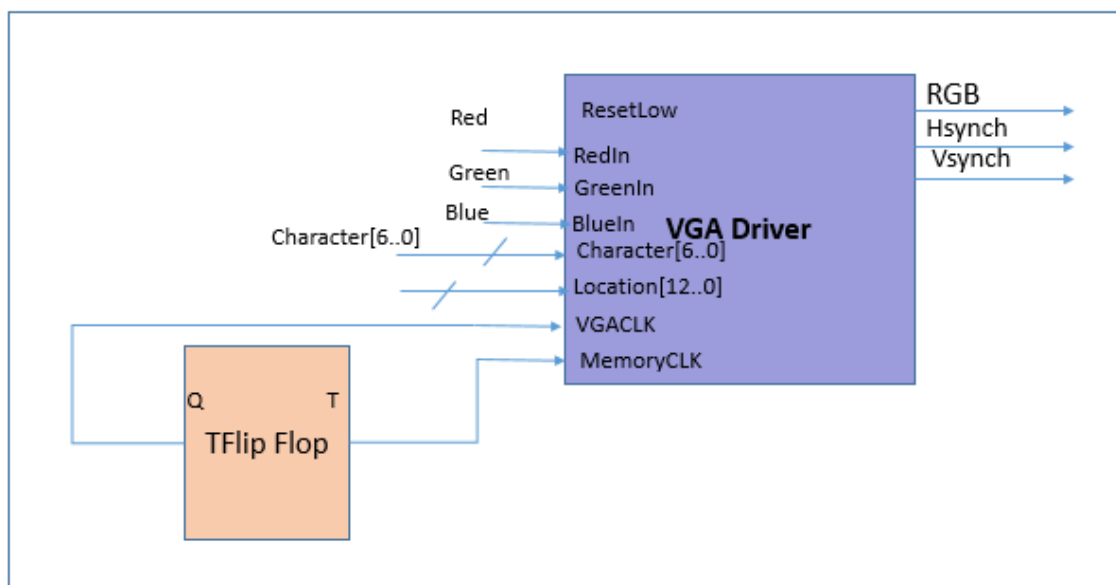 RGB
ResetLow
Red
Hsynch
RedIn
Vsynch
Green
GreenIn
Blue
BlueIn
VGA Driver
Character[6..0]
Character[6..0]
Location[12..0]
VGACLK
MemoryCLK
Q
T
TFlip Flop